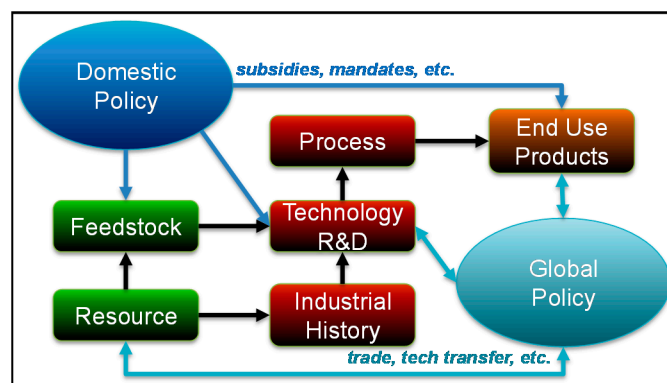 Domestic
Policy
subsidies, mandates, etc.
Process
End Use
Products
Feedstock
Technology
R&D
Global
Policy
Resource
Industrial
History
trade, tech transfer, etc.